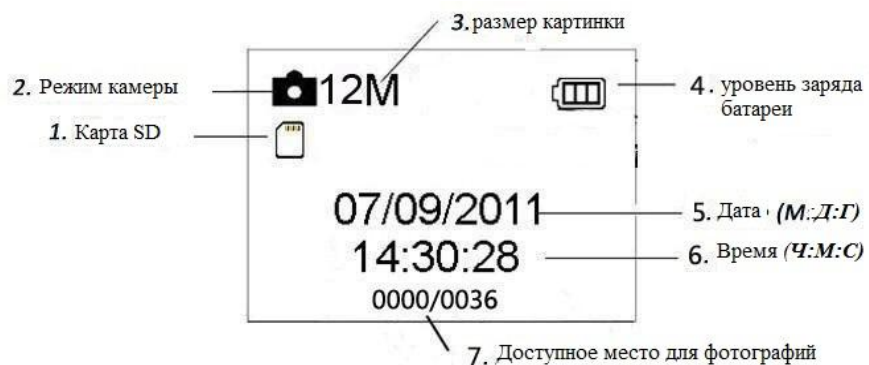 3. размер картинки
2. Режим камеры
12M
4. уровень заряда
батареи
1. Карта SD
07/09/2011
5. Дата (М:Д:Г)
14:30:28
6. Время (Ч:М:С)
0000/0036
7. Доступное место для фотографий